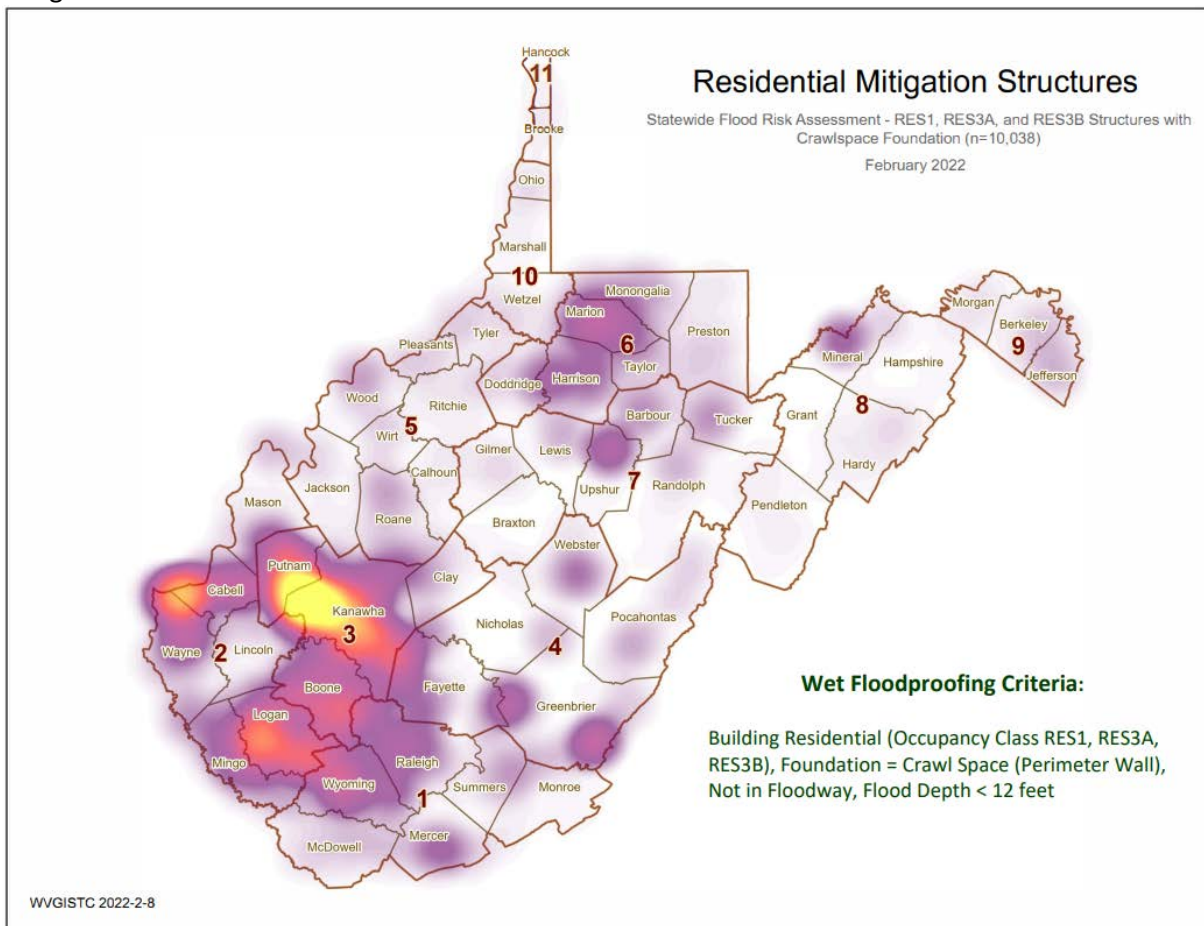 Hancock
11
Residential Mitigation Structures
Statewide Flood Risk Assessment - RES1, RES3A, and RES3B Structures with
Crawlspace Foundation (n=10,038)
February 2022
Brooke
Ohio
Marshall
10
Wetzel
Monongalia
Marion
Morgan
Tyler
Preston
Berkeley
6
9
Pleasants
Mineral
Hampshire
Taylor
Jefferson
Doddridge
Harrison
Wood
Ritchie
8
Barbour
Tucker
Grant
5
Wirt
Gilmer
Lewis
Hardy
Calhoun
7
Randolph
Upshur
Jackson
Mason
Pendleton
Roane
Braxton
Webster
Putnam
Clay
Cabell
Kanawha
Pocahontas
Nicholas
3
4
Wayne
2
Lincoln
Boone
Fayette
Wet Floodproofing Criteria:
Greenbrier
Logan
Building Residential (Occupancy Class RES1, RES3A,
RES3B), Foundation = Crawl Space (Perimeter Wall),
Not in Floodway, Flood Depth < 12 feet
Mingo
Raleigh
Wyoming
Summers
Monroe
1
Mercer
McDowell
WVGISTC 2022-2-8